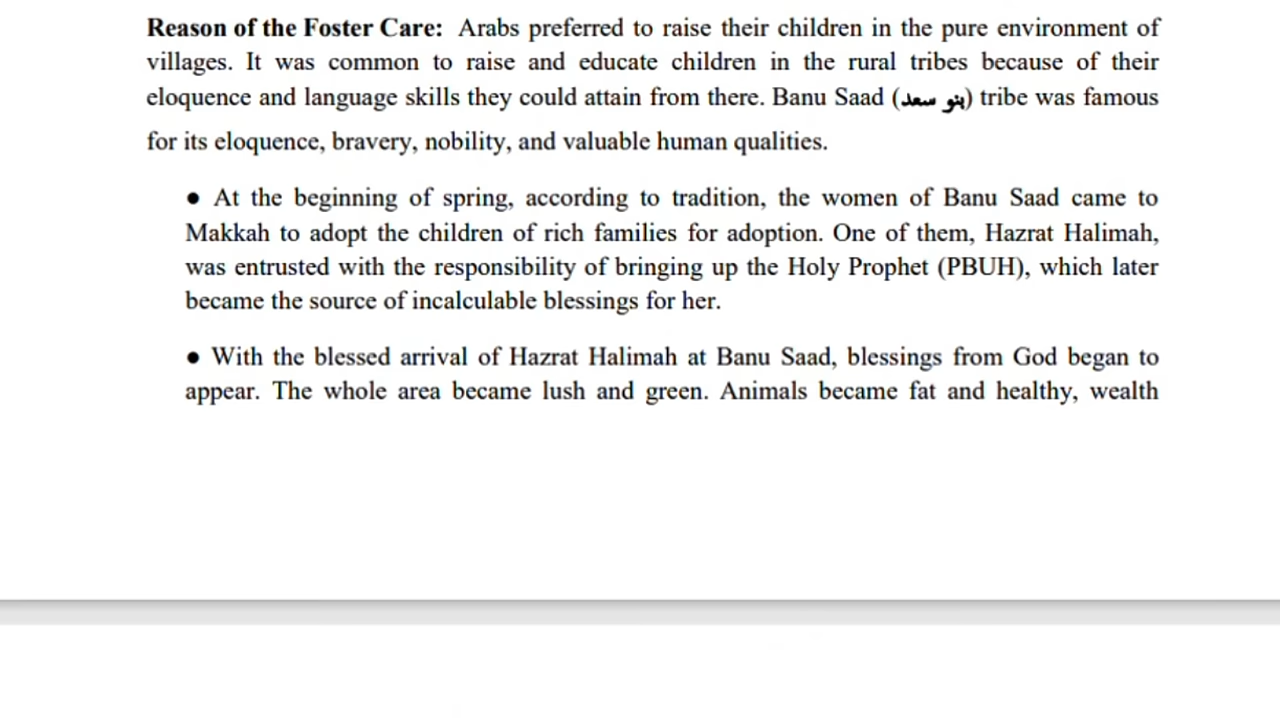 Reason of the Foster Care: Arabs preferred to raise their children in the pure environment of
villages. It was common to raise and educate children in the rural tribes because of their
eloquence and language skills they could attain from there. Banu Saad (بنو سعد) tribe was famous
for its eloquence, bravery, nobility, and valuable human qualities.
● At the beginning of spring, according to tradition, the women of Banu Saad came to
Makkah to adopt the children of rich families for adoption. One of them, Hazrat Halimah,
was entrusted with the responsibility of bringing up the Holy Prophet (PBUH), which later
became the source of incalculable blessings for her.
● With the blessed arrival of Hazrat Halimah at Banu Saad, blessings from God began to
appear. The whole area became lush and green. Animals became fat and healthy, wealth